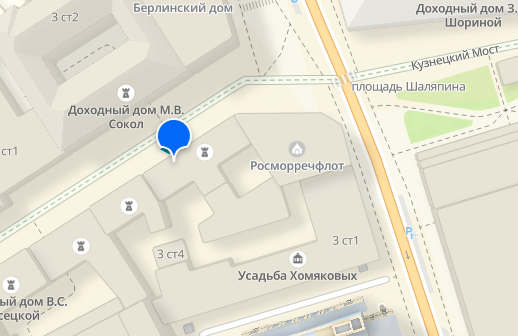 Берлинский дом
3 ст2
Доходный дом З.
Шориной
Кузнецкий Мост
площадь Шаляпина
Доходный дом М.В.
Сокол
ст1
Росморречфлот
3 ст4
3 ст1
Усадьба Хомяковых
P
ный дом В.С.
сецкой